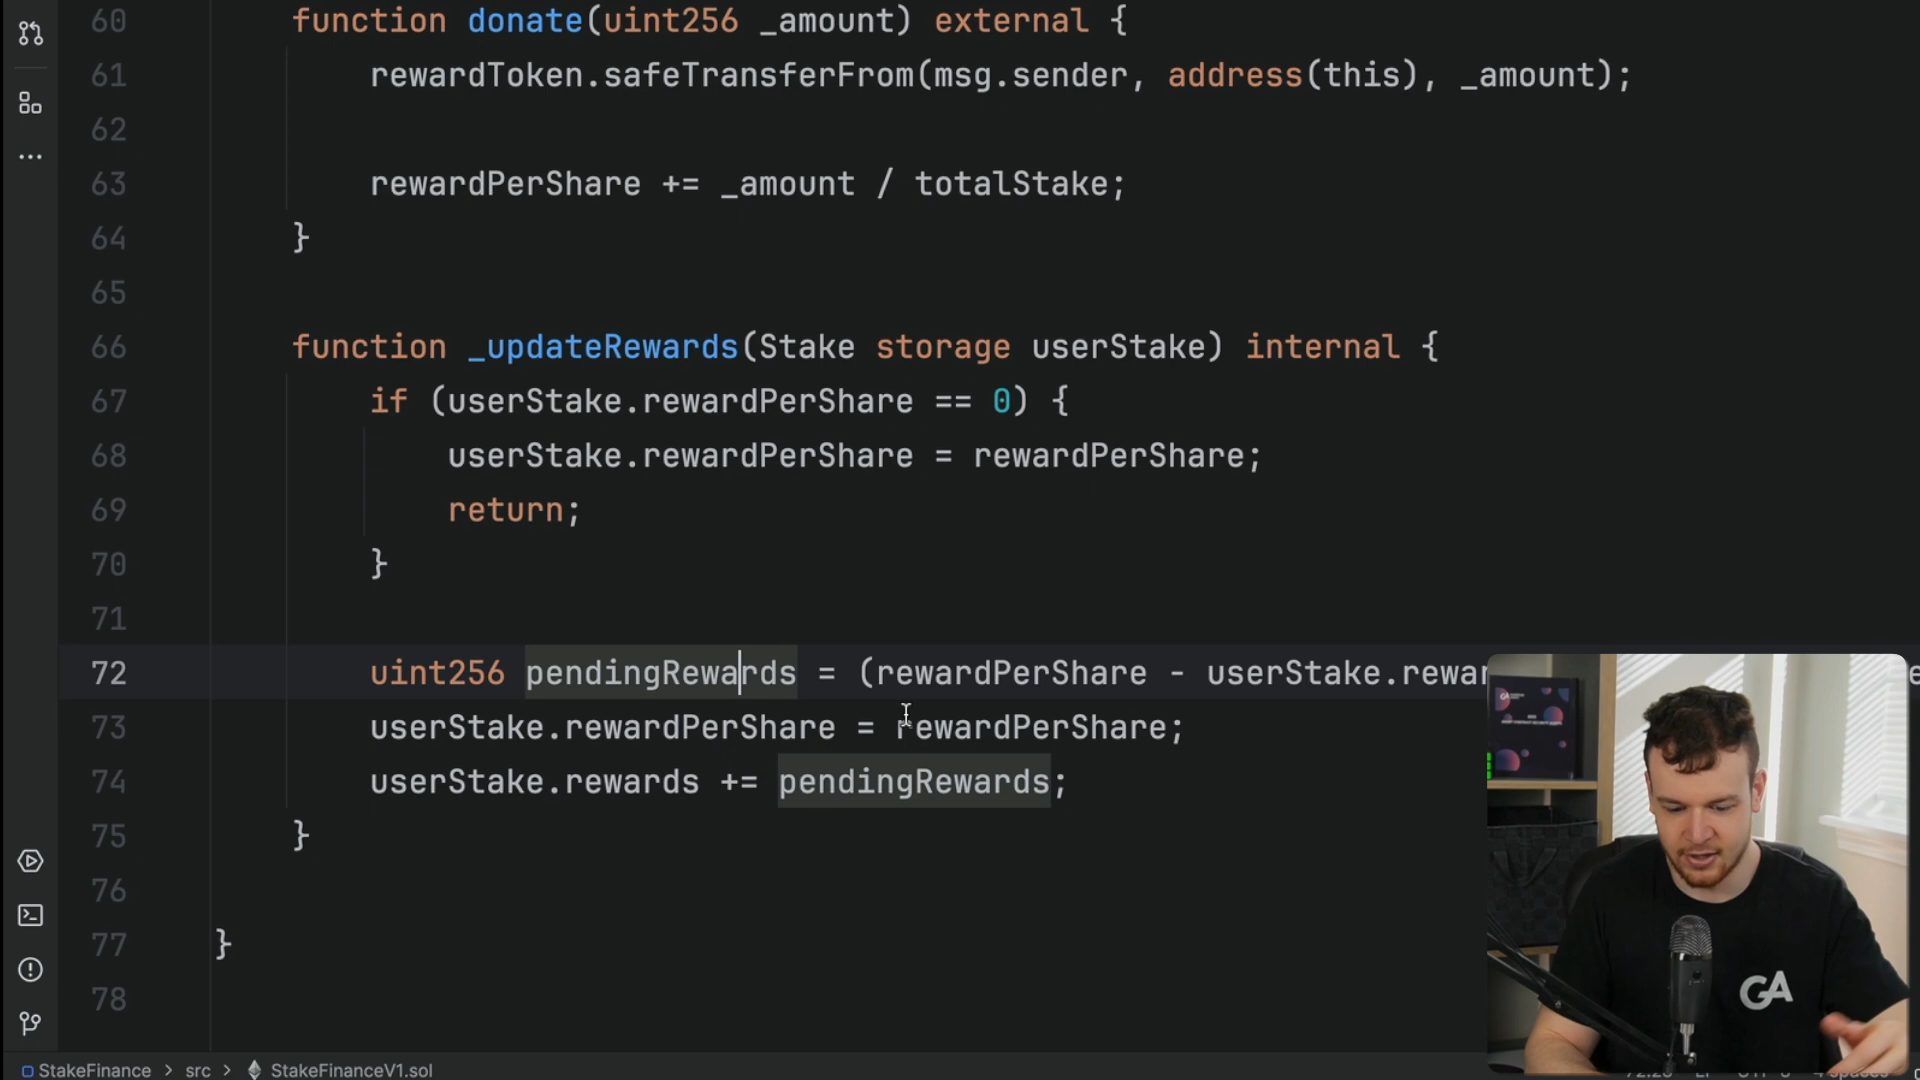 60 function donate(uint256 _amount) external {
61 rewardToken.safeTransferFrom(msg.sender, address(this), _amount);
62
63 rewardPerShare += _amount / totalStake;
64 }
65
66 function _updateRewards(Stake storage userStake) internal {
67 if (userStake.rewardPerShare == 0) {
68 userStake.rewardPerShare = rewardPerShare;
69 return;
70 }
71
72 uint256 pendingRewards = (rewardPerShare - userStake.rewar
73 userStake.rewardPerShare = rewardPerShare;
74 userStake.rewards += pendingRewards;
75 }
76
77 }
78
GA
StakeFinance > src > StakeFinanceV1.sol